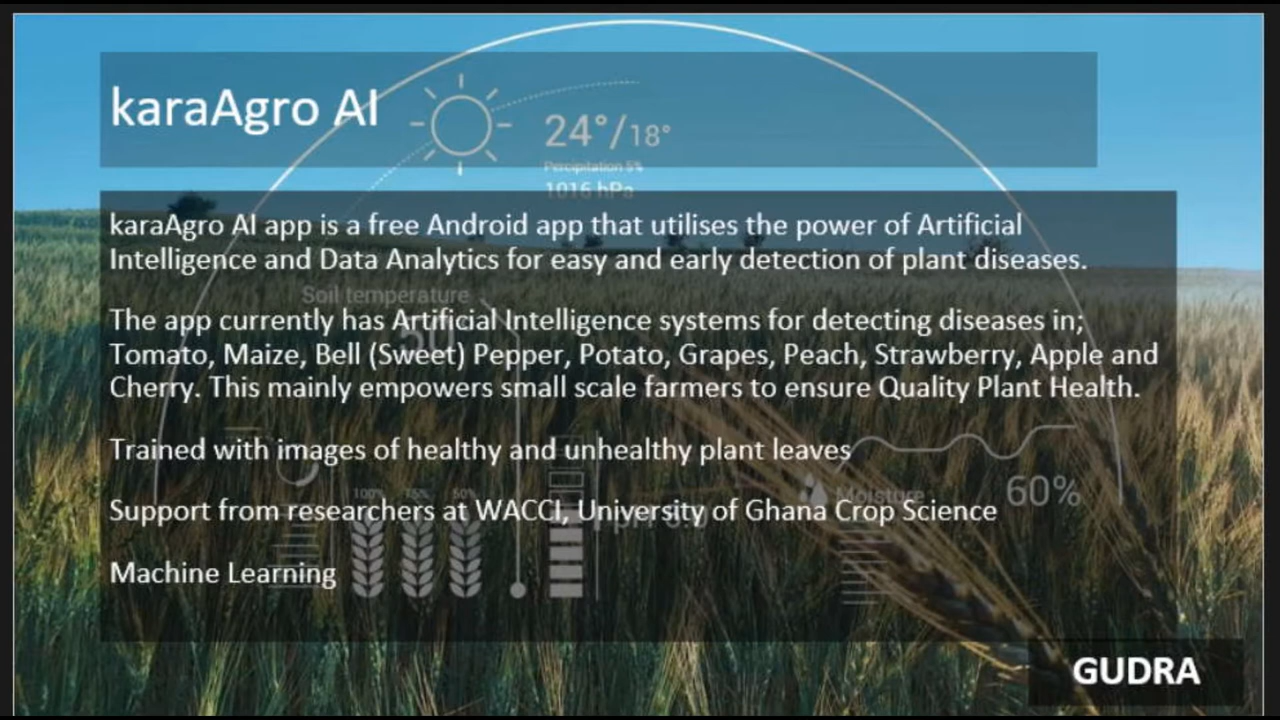 karaAgro AI
24°/18°
Percipitation 5%
1016 hPa
karaAgro AI app is a free Android app that utilises the power of Artificial
Intelligence and Data Analytics for easy and early detection of plant diseases.
Soil temperature
The app currently has Artificial Intelligence systems for detecting diseases in;
Tomato, Maize, Bell (Sweet) Pepper, Potato, Grapes, Peach, Strawberry, Apple and
Cherry. This mainly empowers small scale farmers to ensure Quality Plant Health.
Trained with images of healthy and unhealthy plant leaves
100% 75% 50%
Moisture 60%
Support from researchers at WACCI, University of Ghana Crop Science
Machine Learning
GUDRA